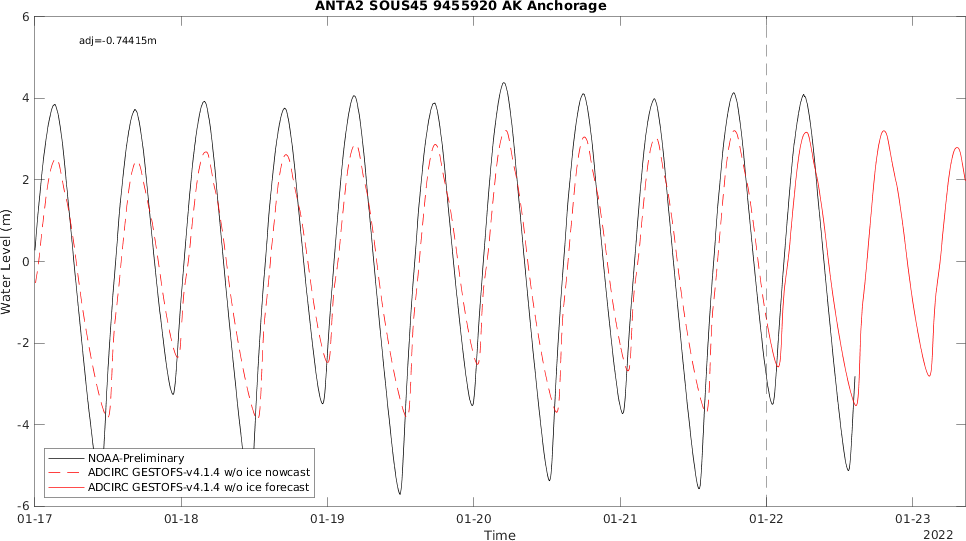 ANTA2 SOUS45 9455920 AK Anchorage
adj=-0.74415m
6
4
2
0
-2
-4
-6
Water Level (m)
NOAA-Preliminary
ADCIRC GESTOFS-v4.1.4 w/o ice nowcast
ADCIRC GESTOFS-v4.1.4 w/o ice forecast
01-17 01-18 01-19 01-20 01-21 01-22 01-23
Time
2022